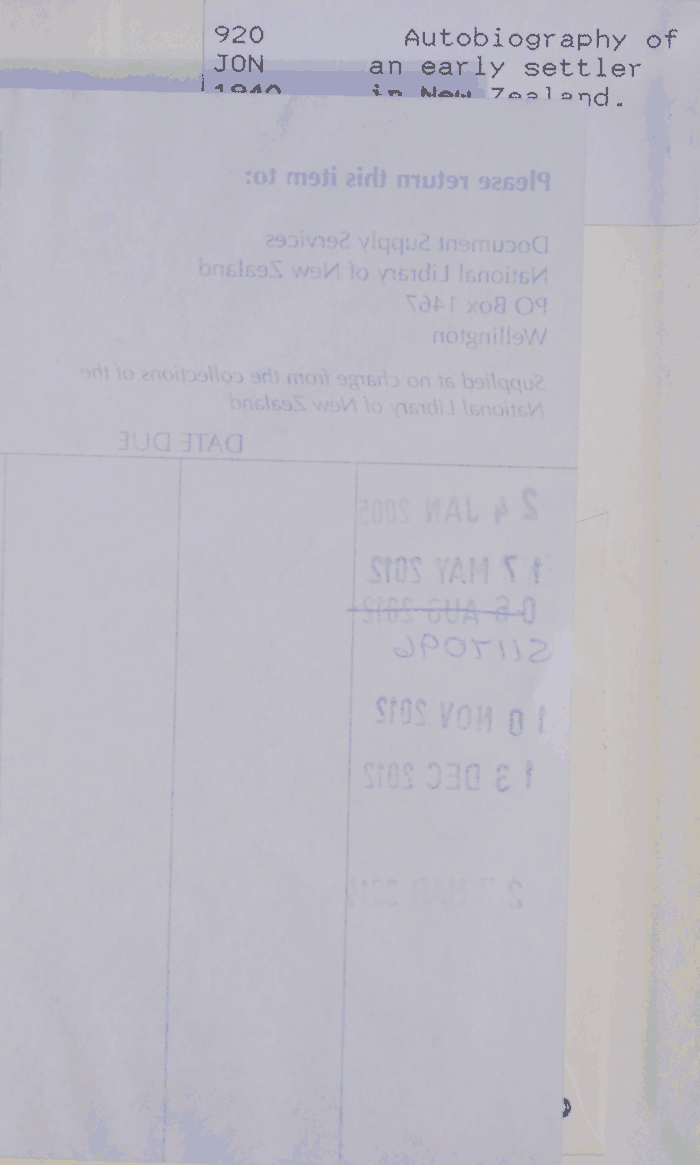 920 Autobiography of
JON an early settler
1940 in New Zealand.
Please return this item to:
Document Supply Services
National Library of New Zealand
PO Box 1467
Wellington
Supplied at no charge from the collections of the
National Library of New Zealand
DATE DUE
24 JAN 2005
17 MAY 2012
06 AUG 2012
10 NOV 2012
13 DEC 2012